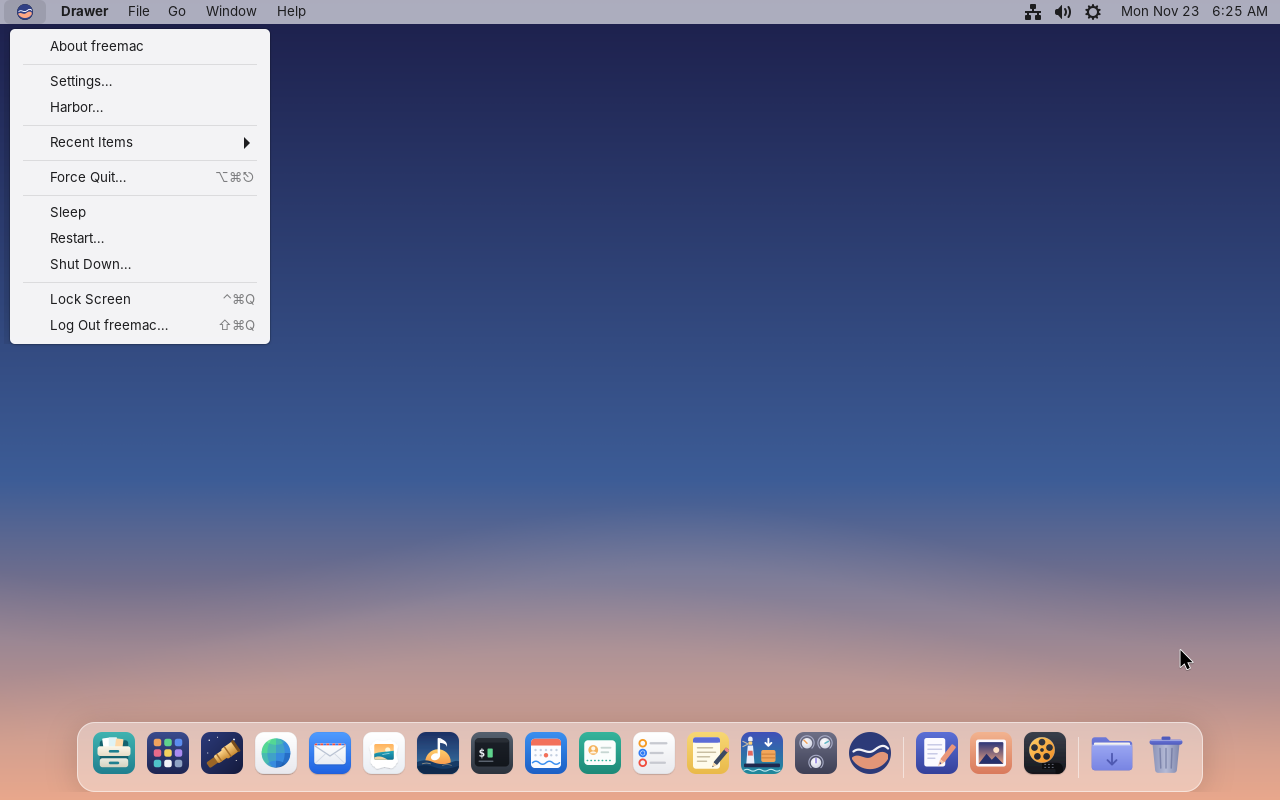 Drawer File Go Window Help Mon Nov 23 6:25 AM
About freemac
Settings...
Harbor...
Recent Items
Force Quit... ⌥⌘⎋
Sleep
Restart...
Shut Down...
Lock Screen ^⌘Q
Log Out freemac... ⇧⌘Q
$